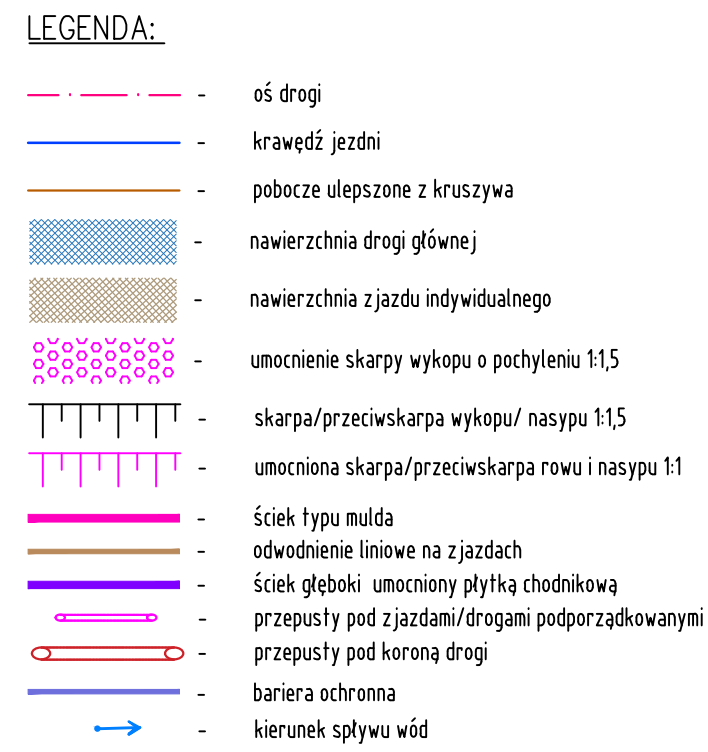 LEGENDA:
- oś drogi
- krawędź jezdni
- pobocze ulepszone z kruszywa
- nawierzchnia drogi głównej
- nawierzchnia zjazdu indywidualnego
- umocnienie skarpy wykopu o pochyleniu 1:1,5
- skarpa/przeciwskarpa wykopu/ nasypu 1:1,5
- umocniona skarpa/przeciwskarpa rowu i nasypu 1:1
- ściek typu mulda
- odwodnienie liniowe na zjazdach
- ściek głęboki umocniony płytką chodnikową
- przepusty pod zjazdami/drogami podporządkowanymi
- przepusty pod koroną drogi
- bariera ochronna
- kierunek spływu wód